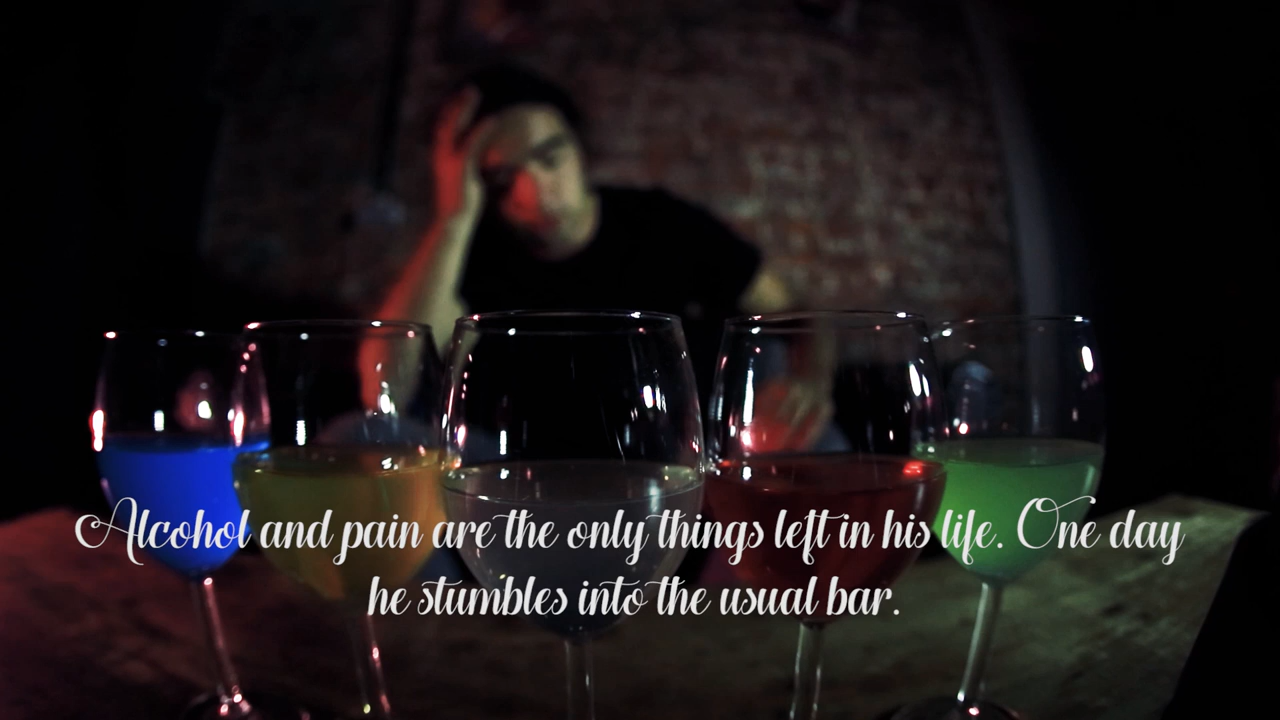 Alcohol and pain are the only things left in his life. One day
he stumbles into the usual bar.